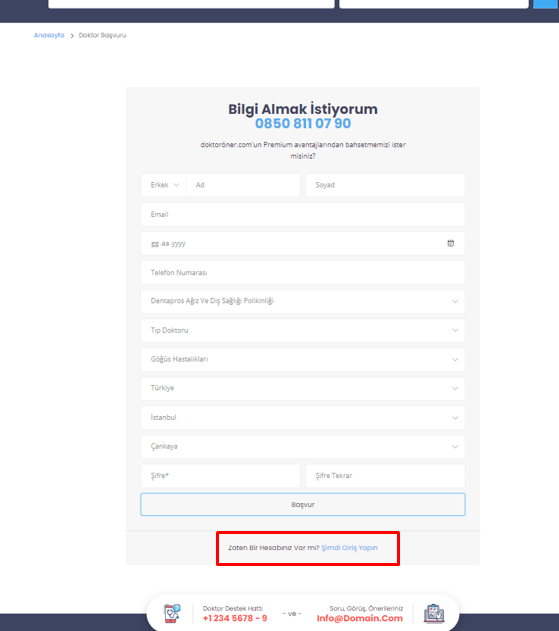 Anasayfa > Doktor Başvuru
Bilgi Almak İstiyorum
0850 811 07 90
doktoröner.com'un Premium avantajlarından bahsetmemizi ister
misiniz?
Erkek Ad Soyad
Email
gg.aa.yyyy
Telefon Numarası
Dentapros Ağız Ve Diş Sağlığı Polikinliği
Tıp Doktoru
Göğüs Hastalıkları
Türkiye
İstanbul
Çankaya
Şifre* Şifre Tekrar
Başvur
Zaten Bir Hesabınız Var mı? Şimdi Giriş Yapın
Doktor Destek Hattı
+1 234 5678 - 9
- ve -
Soru, Görüş, Önerileriniz
Info@Domain.Com